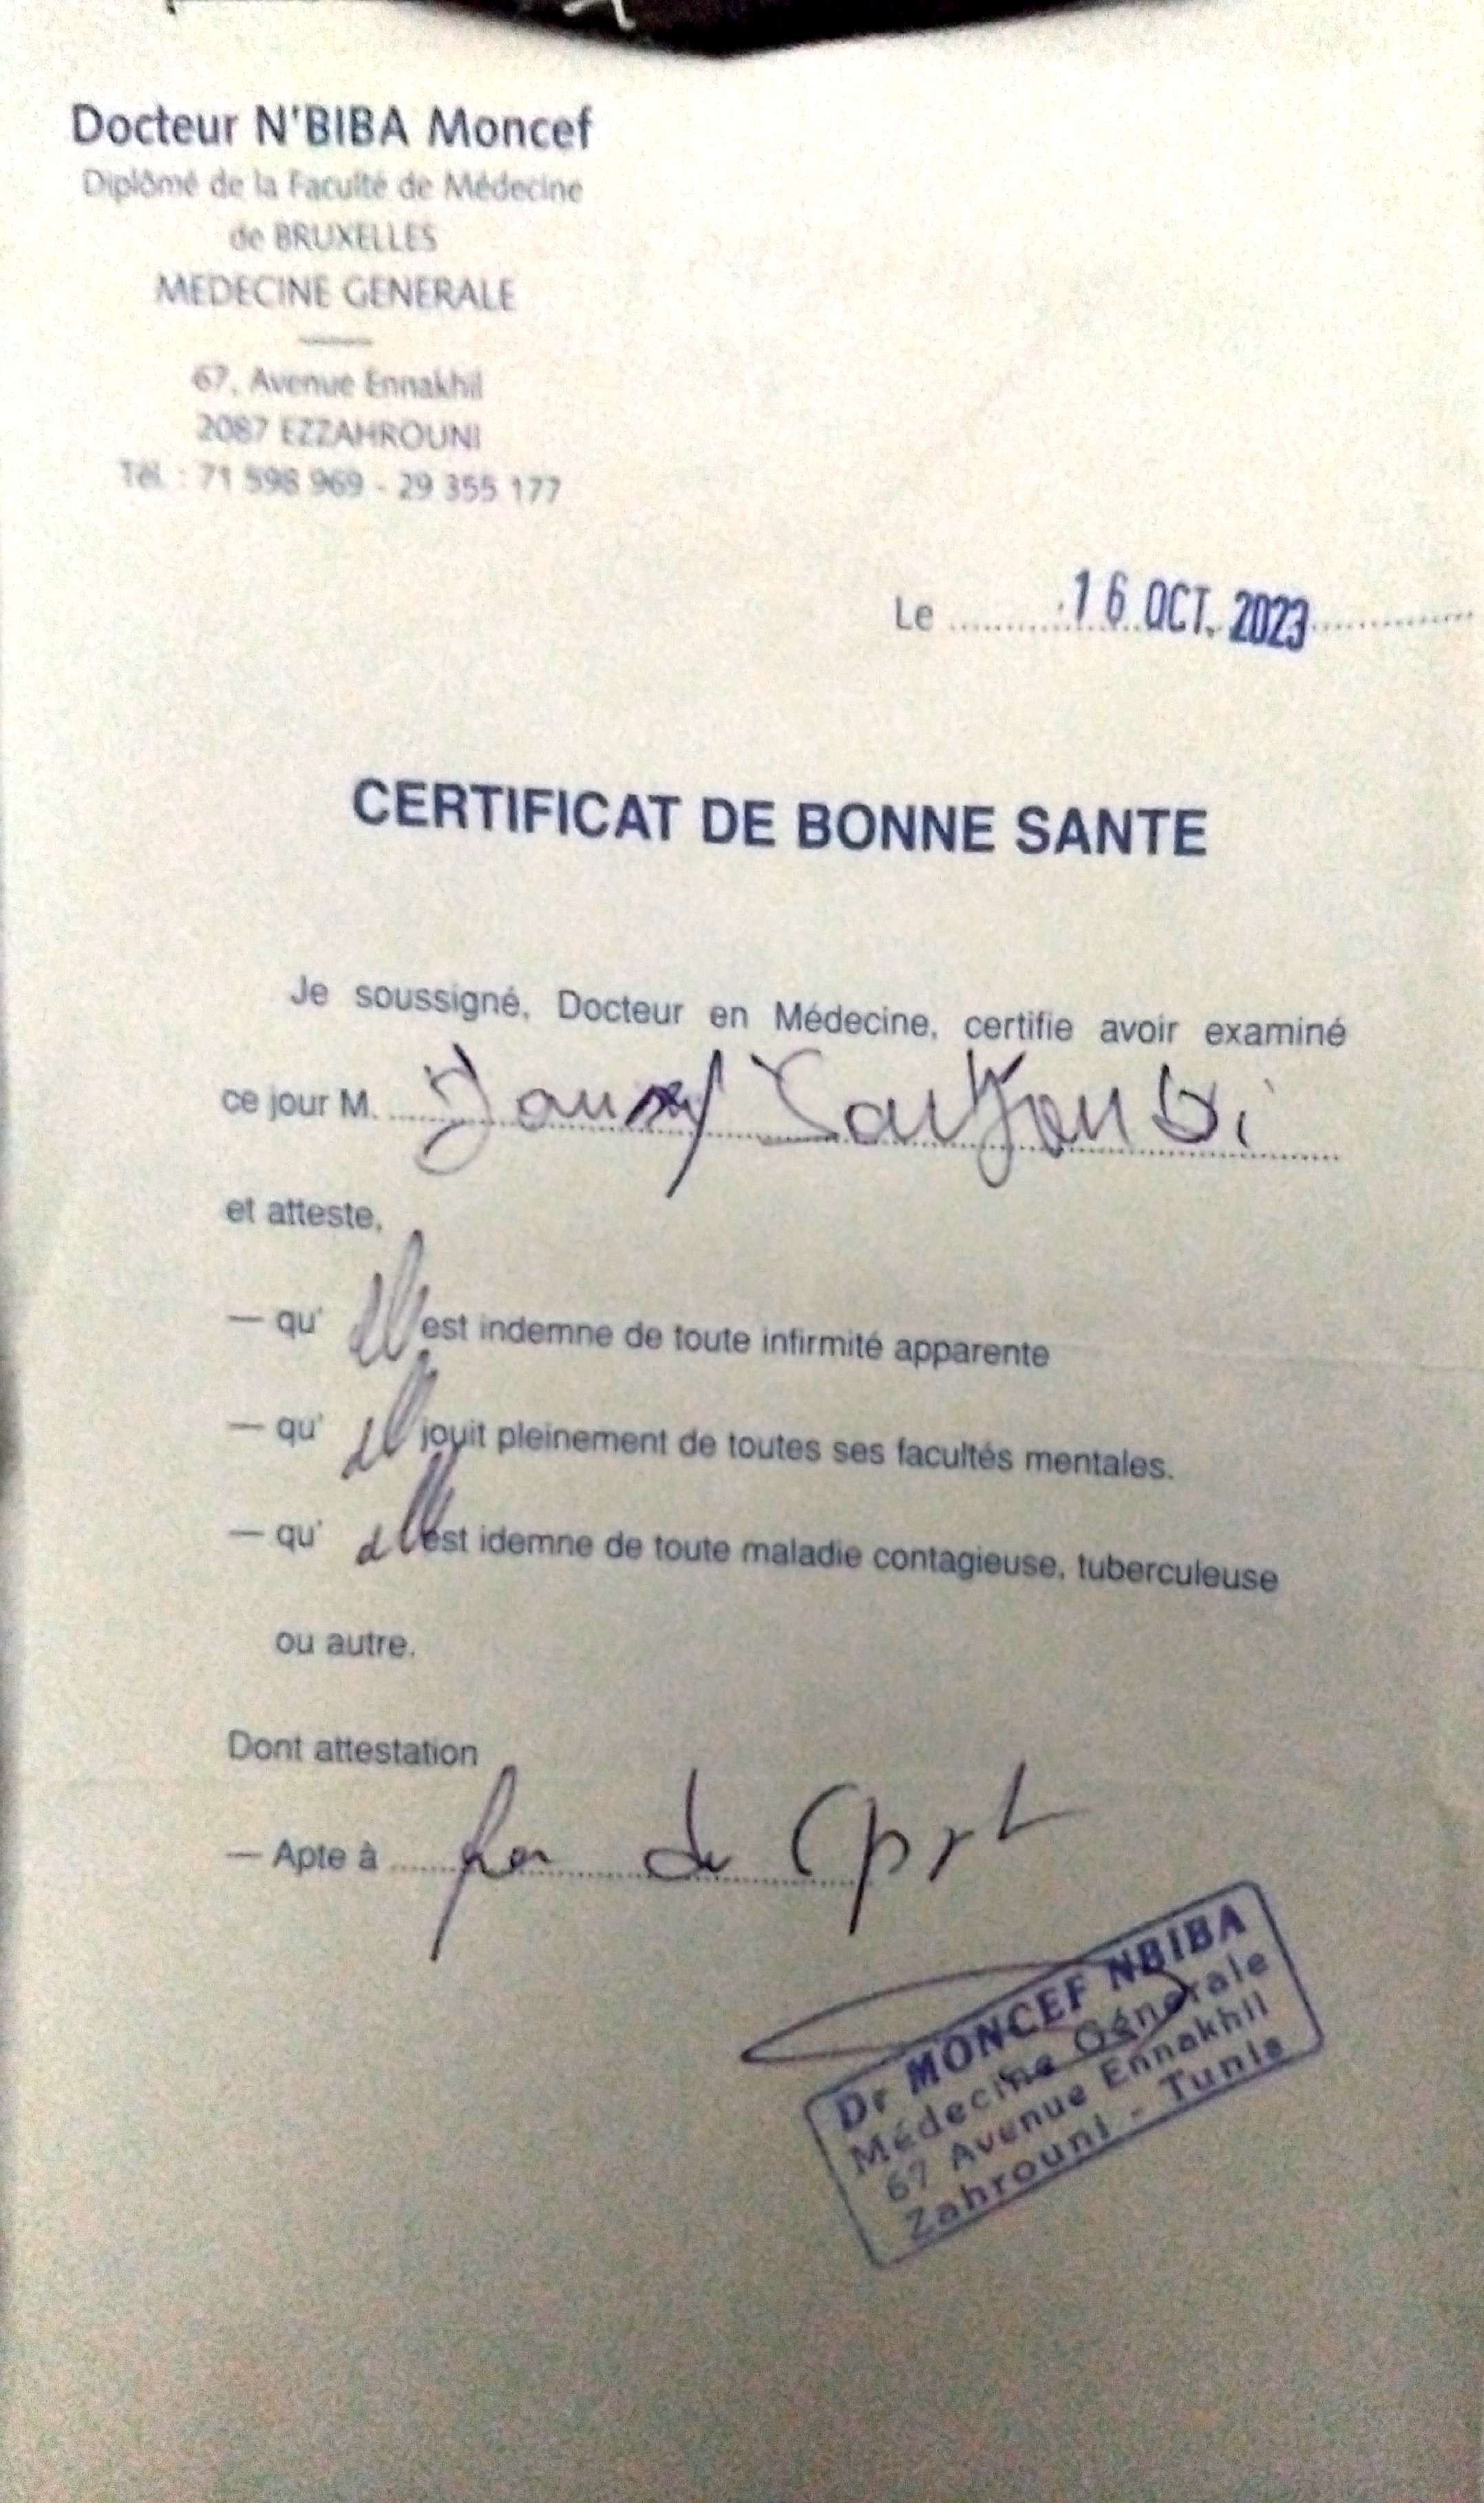 Docteur N'BIBA Moncef
Diplômé de la Faculté de Médecine
de BRUXELLES
MEDECINE GENERALE
67, Avenue Ennakhil
2087 EZZAHROUNI
Tél. : 71 598 969 - 29 355 177
Le 16 OCT. 2023
CERTIFICAT DE BONNE SANTE
Je soussigné, Docteur en Médecine, certifie avoir examiné
ce jour M.
et atteste,
— qu' est indemne de toute infirmité apparente
— qu' jouit pleinement de toutes ses facultés mentales.
— qu' est idemne de toute maladie contagieuse, tuberculeuse
ou autre.
Dont attestation
— Apte à
Dr MONCEF NBIBA
Médecine Générale
67 Avenue Ennakhil
Zahrouni - Tunis